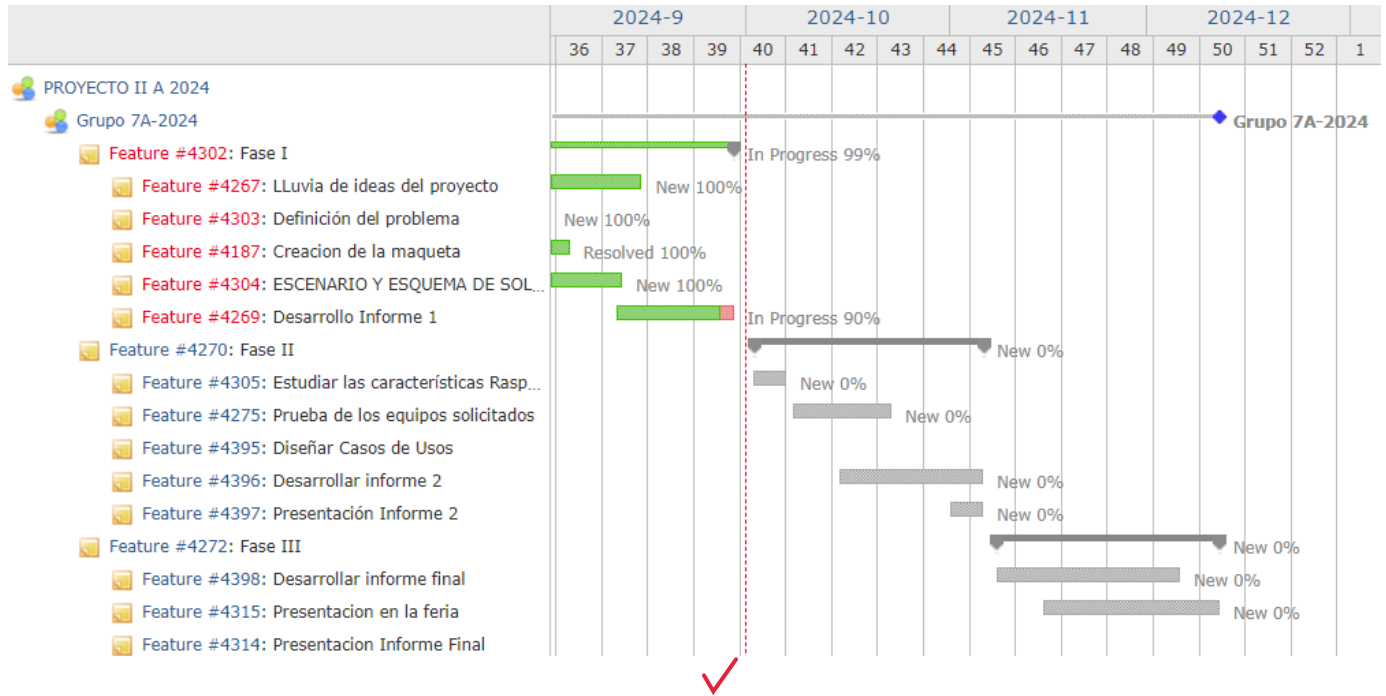 2024-9 2024-10 2024-11 2024-12
36 37 38 39 40 41 42 43 44 45 46 47 48 49 50 51 52 1
PROYECTO II A 2024
Grupo 7A-2024 Grupo 7A-2024
Feature #4302: Fase I In Progress 99%
Feature #4267: LLuvia de ideas del proyecto New 100%
Feature #4303: Definición del problema New 100%
Feature #4187: Creacion de la maqueta Resolved 100%
Feature #4304: ESCENARIO Y ESQUEMA DE SOL... New 100%
Feature #4269: Desarrollo Informe 1 In Progress 90%
Feature #4270: Fase II New 0%
Feature #4305: Estudiar las características Rasp... New 0%
Feature #4275: Prueba de los equipos solicitados New 0%
Feature #4395: Diseñar Casos de Usos
Feature #4396: Desarrollar informe 2 New 0%
Feature #4397: Presentación Informe 2 New 0%
Feature #4272: Fase III New 0%
Feature #4398: Desarrollar informe final New 0%
Feature #4315: Presentacion en la feria New 0%
Feature #4314: Presentacion Informe Final